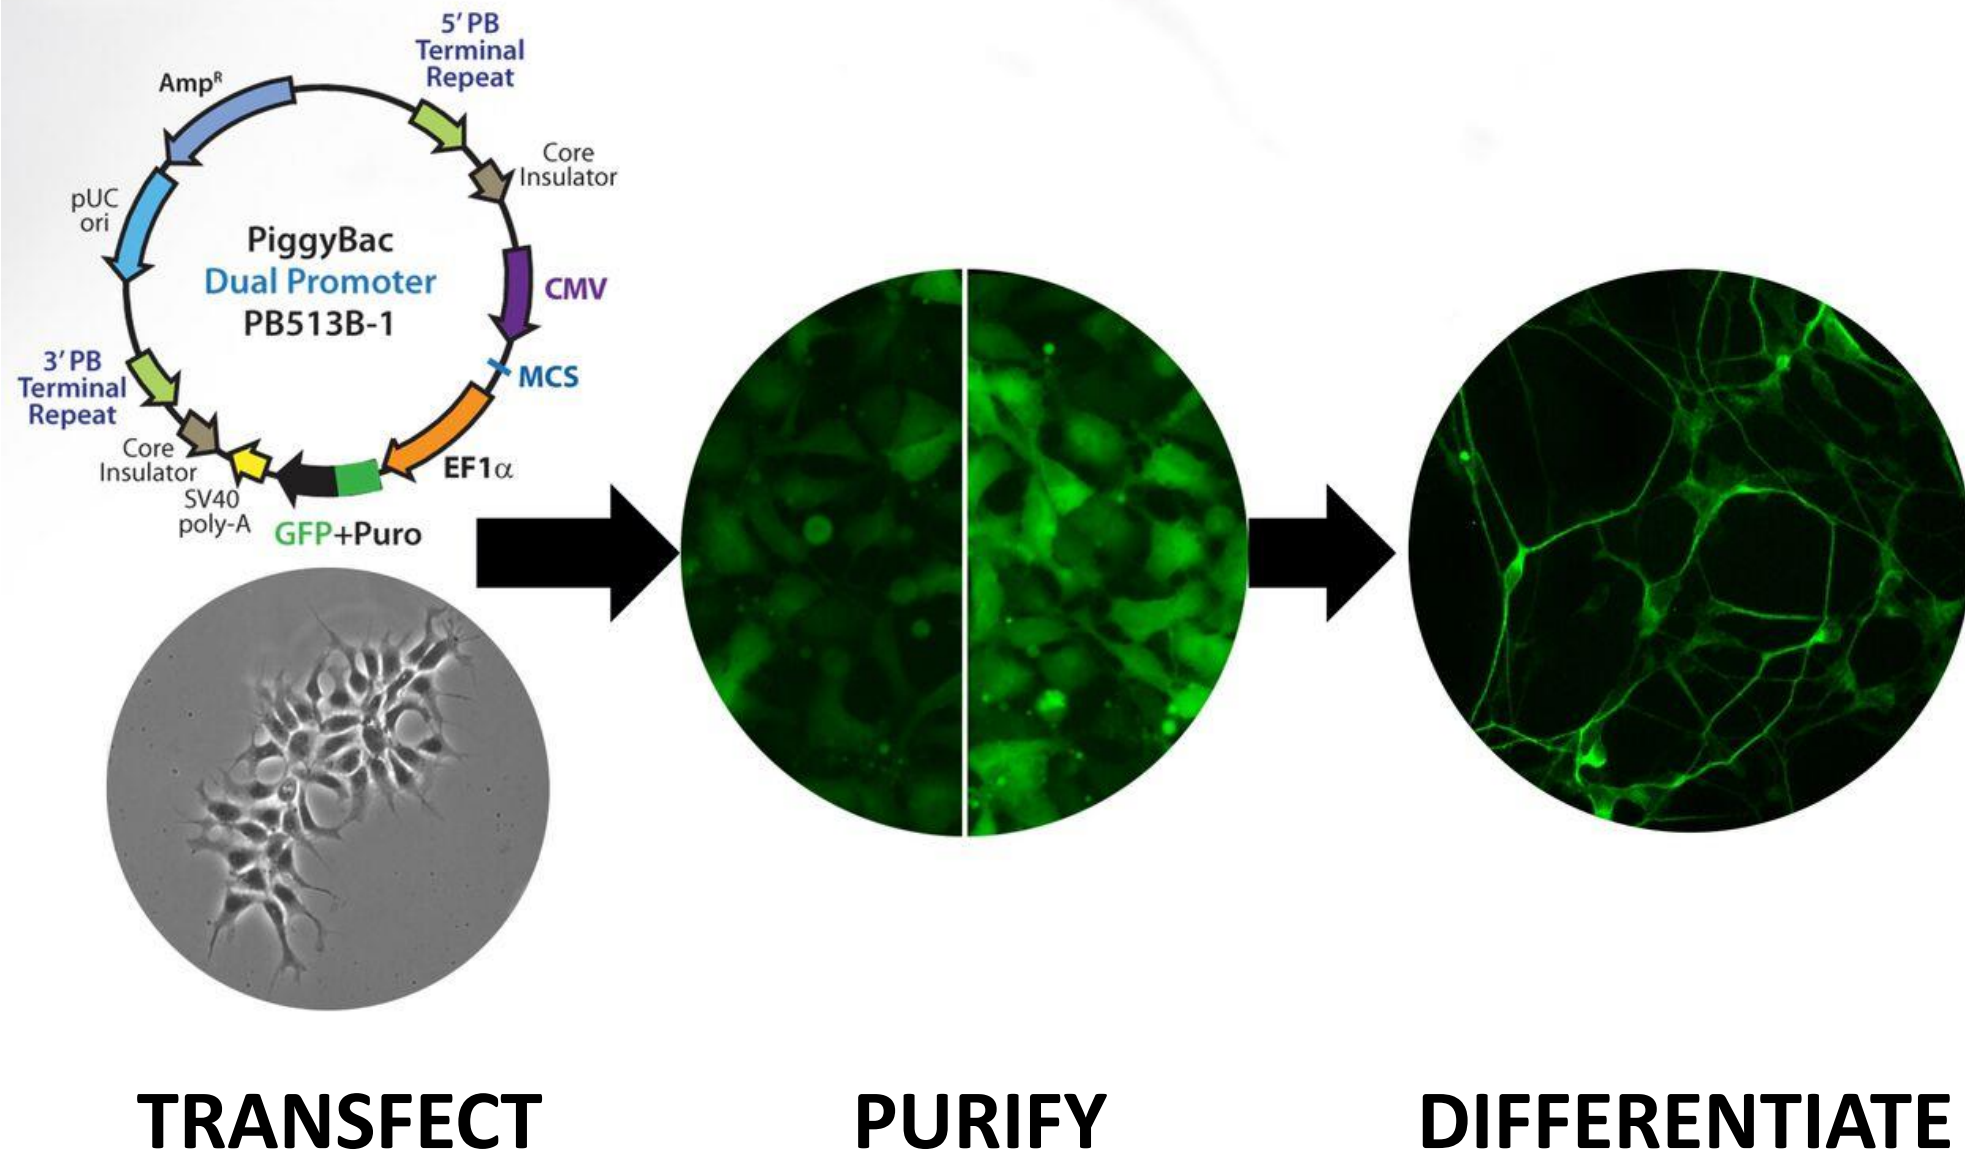 5′ PB
Terminal
Repeat
Amp^R
Core
Insulator
pUC
ori
PiggyBac
Dual Promoter
PB513B-1
CMV
MCS
3′ PB
Terminal
Repeat
Core
Insulator
EF1α
SV40
poly-A
GFP+Puro
TRANSFECT
PURIFY
DIFFERENTIATE